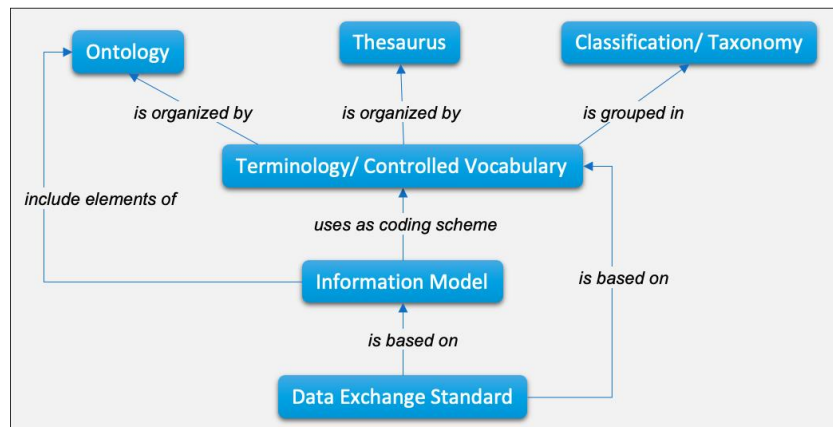 Ontology
Thesaurus
Classification/ Taxonomy
is organized by
is organized by
is grouped in
Terminology/ Controlled Vocabulary
include elements of
uses as coding scheme
Information Model
is based on
is based on
Data Exchange Standard